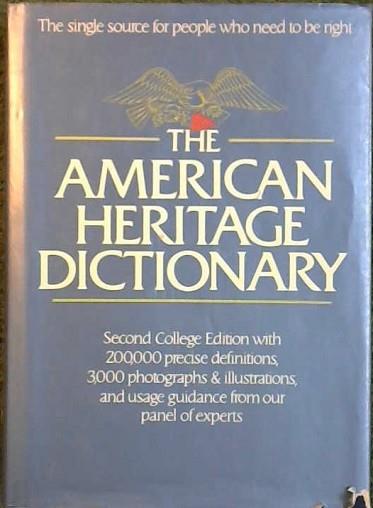 The single source for people who need to be right
THE
AMERICAN
HERITAGE
DICTIONARY
Second College Edition with
200,000 precise definitions,
3,000 photographs & illustrations,
and usage guidance from our
panel of experts